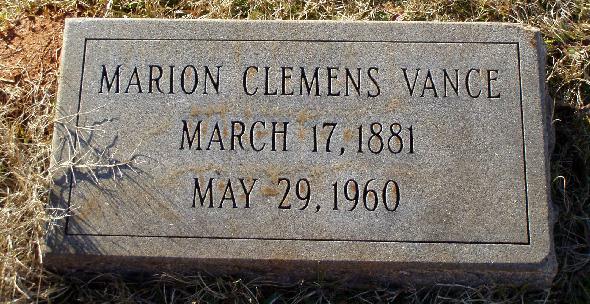 MARION CLEMENS VANCE
MARCH 17, 1881
MAY 29, 1960